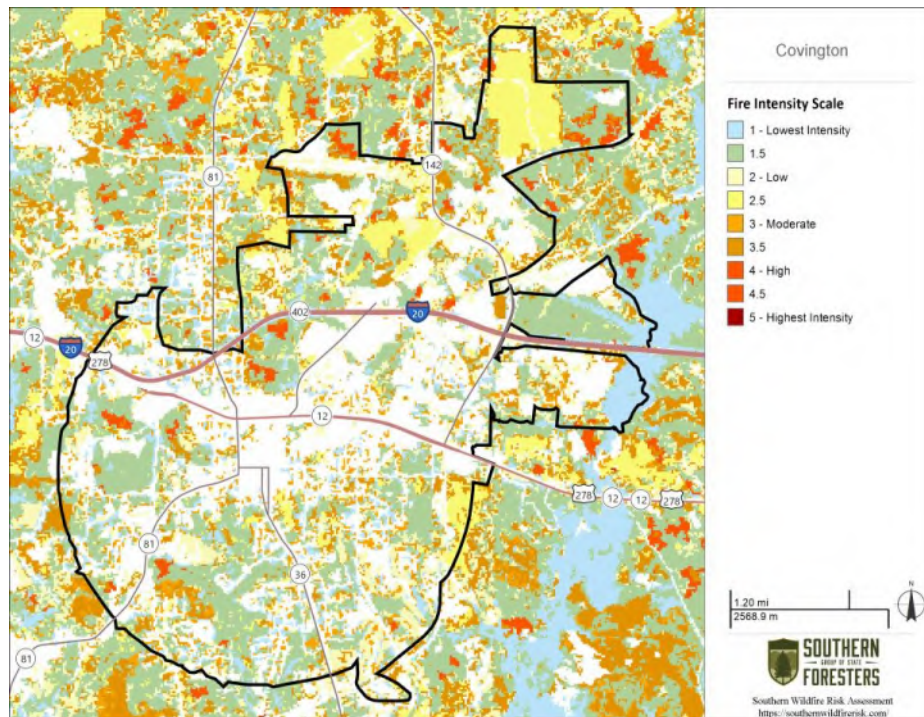 Covington
Fire Intensity Scale
1 - Lowest Intensity
1.5
2 - Low
2.5
3 - Moderate
3.5
4 - High
4.5
5 - Highest Intensity
81
142
402
20
12
20
278
12
278
12
12
278
81
36
81
N
1.20 mi
2568.9 m
SOUTHERN
GROUP OF STATE
FORESTERS
Southern Wildfire Risk Assessment
https://southernwildfirerisk.com/